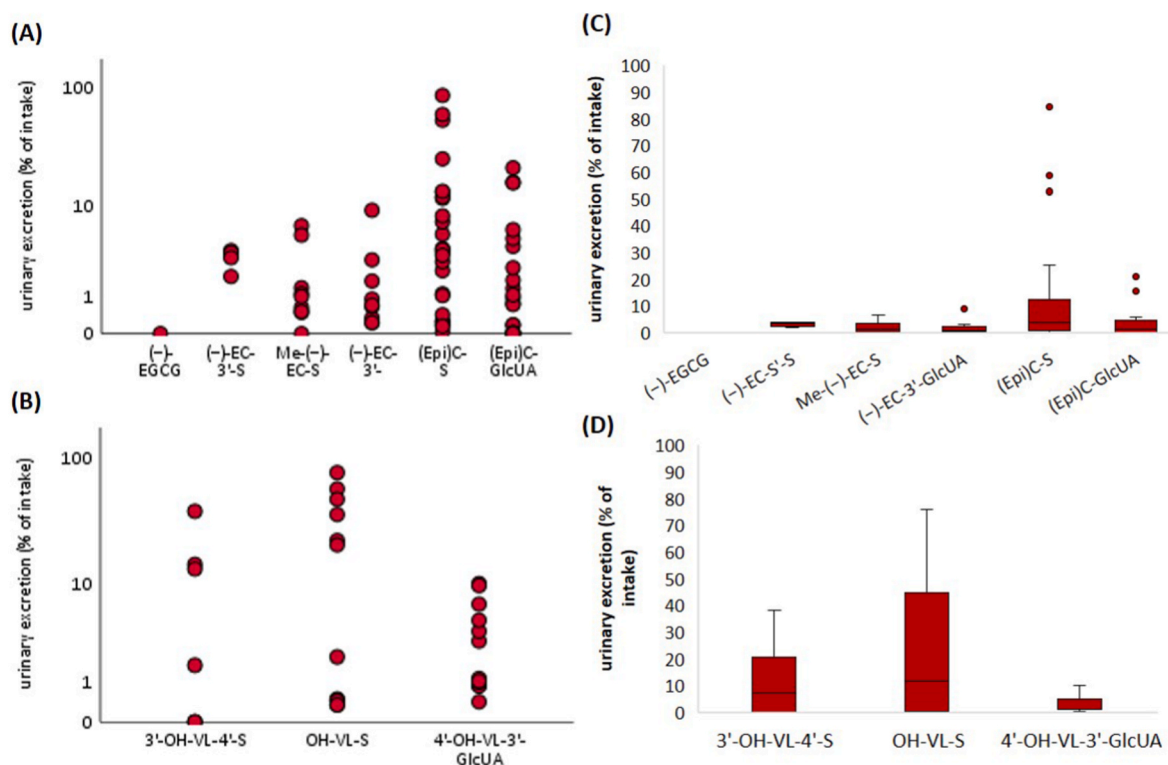 (A)
urinary excretion (% of intake)
100
10
1
0
(−)-
EGCG
(−)-EC-
3'-S
Me-(−)-
EC-S
(−)-EC-
3'-
(Epi)C-
S
(Epi)C-
GlcUA
(B)
urinary excretion (% of intake)
100
10
1
0
3'-OH-VL-4'-S
OH-VL-S
4'-OH-VL-3'-
GlcUA
(C)
urinary excretion (% of intake)
100
90
80
70
60
50
40
30
20
10
0
(−)-EGCG
(−)-EC-S'-S
Me-(−)-EC-S
(−)-EC-3'-GlcUA
(Epi)C-S
(Epi)C-GlcUA
(D)
urinary excretion (% of
intake)
100
90
80
70
60
50
40
30
20
10
0
3'-OH-VL-4'-S
OH-VL-S
4'-OH-VL-3'-GlcUA